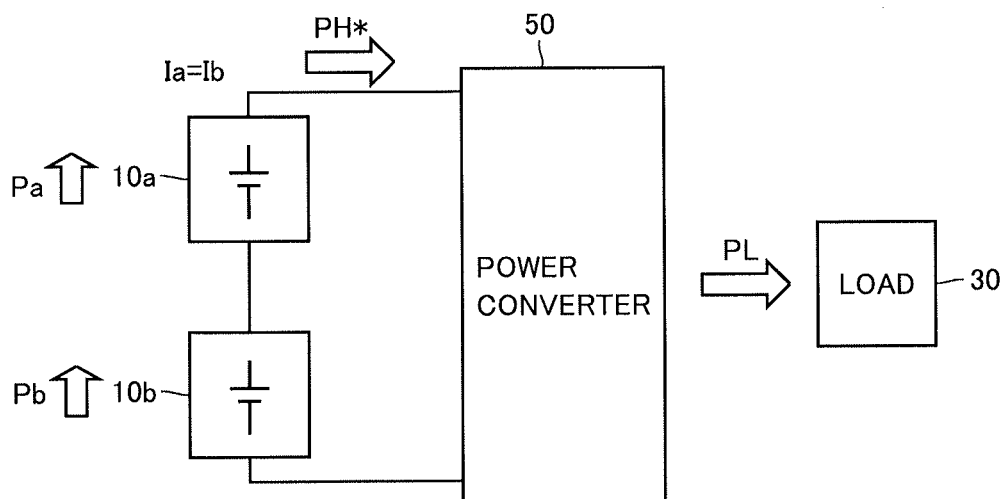 50
PH*
Ia=Ib
Pa
10a
PL
POWER
CONVERTER
LOAD
30
Pb
10b